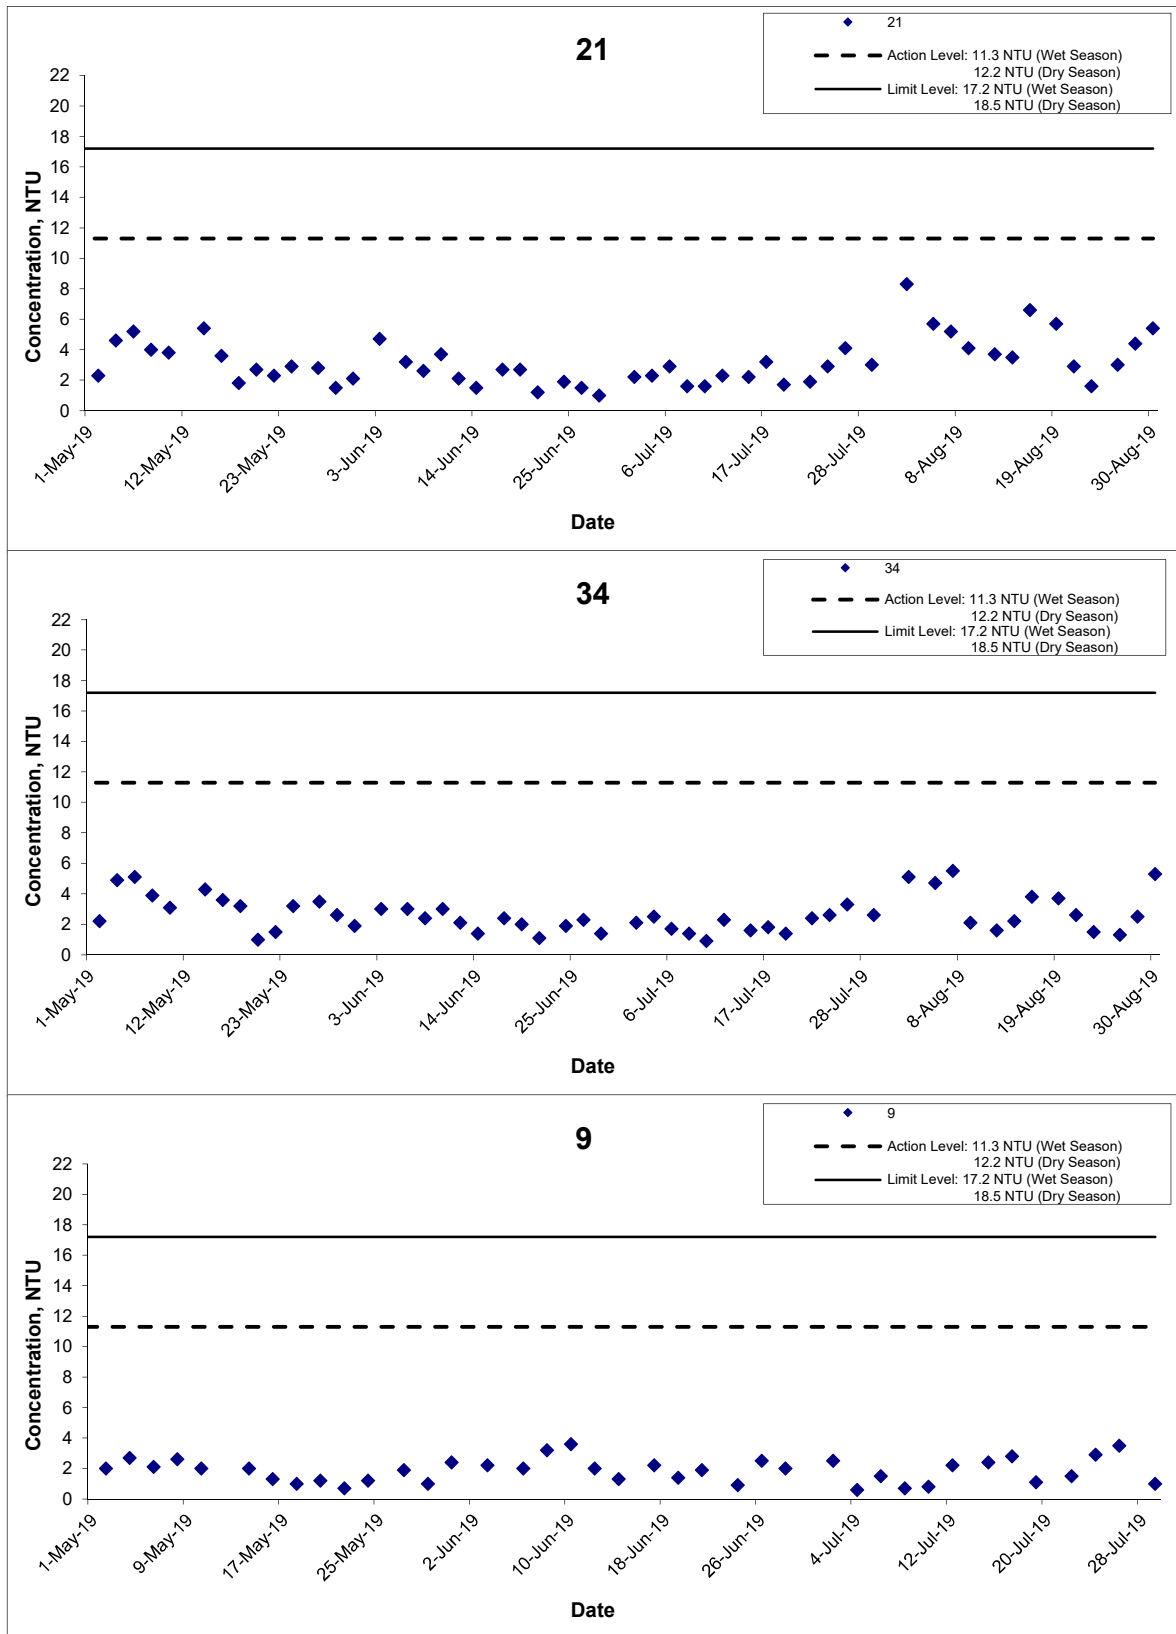 21
21
Action Level: 11.3 NTU (Wet Season)
12.2 NTU (Dry Season)
Limit Level: 17.2 NTU (Wet Season)
18.5 NTU (Dry Season)
Concentration, NTU
22
20
18
16
14
12
10
8
6
4
2
0
1-May-19
12-May-19
23-May-19
3-Jun-19
14-Jun-19
25-Jun-19
6-Jul-19
17-Jul-19
28-Jul-19
8-Aug-19
19-Aug-19
30-Aug-19
Date
34
34
Action Level: 11.3 NTU (Wet Season)
12.2 NTU (Dry Season)
Limit Level: 17.2 NTU (Wet Season)
18.5 NTU (Dry Season)
Concentration, NTU
22
20
18
16
14
12
10
8
6
4
2
0
1-May-19
12-May-19
23-May-19
3-Jun-19
14-Jun-19
25-Jun-19
6-Jul-19
17-Jul-19
28-Jul-19
8-Aug-19
19-Aug-19
30-Aug-19
Date
9
9
Action Level: 11.3 NTU (Wet Season)
12.2 NTU (Dry Season)
Limit Level: 17.2 NTU (Wet Season)
18.5 NTU (Dry Season)
Concentration, NTU
22
20
18
16
14
12
10
8
6
4
2
0
1-May-19
9-May-19
17-May-19
25-May-19
2-Jun-19
10-Jun-19
18-Jun-19
26-Jun-19
4-Jul-19
12-Jul-19
20-Jul-19
28-Jul-19
Date